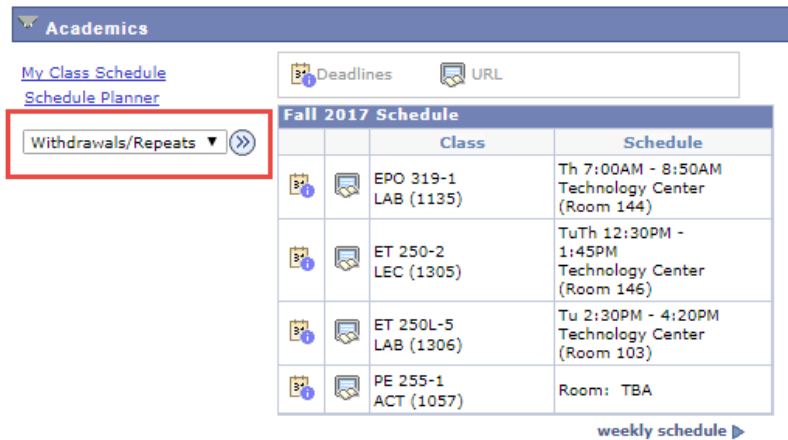 Academics
My Class Schedule
Schedule Planner
Withdrawals/Repeats
Deadlines
URL
Fall 2017 Schedule
Class
Schedule
EPO 319-1
LAB (1135)
Th 7:00AM - 8:50AM
Technology Center
(Room 144)
ET 250-2
LEC (1305)
TuTh 12:30PM -
1:45PM
Technology Center
(Room 146)
ET 250L-5
LAB (1306)
Tu 2:30PM - 4:20PM
Technology Center
(Room 103)
PE 255-1
ACT (1057)
Room: TBA
weekly schedule